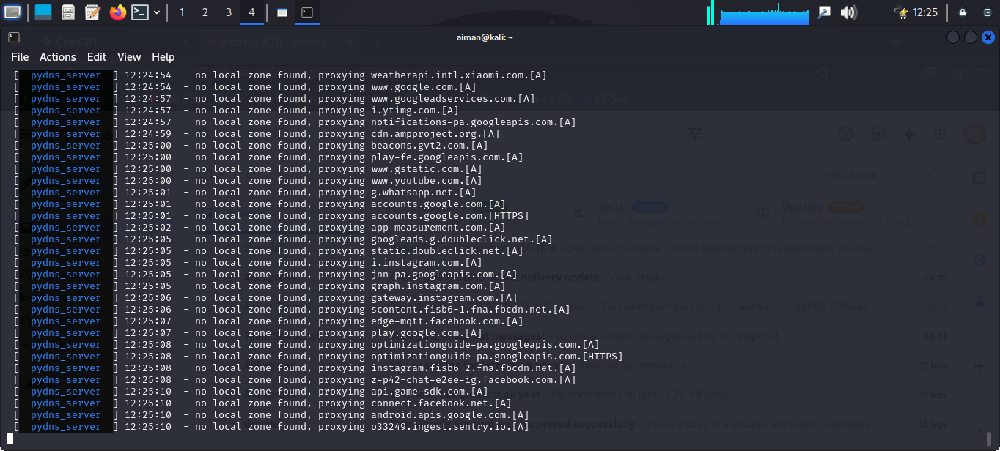 1 2 3 4 12:25
aiman@kali: ~
File Actions Edit View Help
[ pydns_server ] 12:24:54 - no local zone found, proxying weatherapi.intl.xiaomi.com.[A]
[ pydns_server ] 12:24:54 - no local zone found, proxying www.google.com.[A]
[ pydns_server ] 12:24:57 - no local zone found, proxying www.googleadservices.com.[A]
[ pydns_server ] 12:24:57 - no local zone found, proxying i.ytimg.com.[A]
[ pydns_server ] 12:24:57 - no local zone found, proxying notifications-pa.googleapis.com.[A]
[ pydns_server ] 12:24:59 - no local zone found, proxying cdn.ampproject.org.[A]
[ pydns_server ] 12:25:00 - no local zone found, proxying beacons.gvt2.com.[A]
[ pydns_server ] 12:25:00 - no local zone found, proxying play-fe.googleapis.com.[A]
[ pydns_server ] 12:25:00 - no local zone found, proxying www.gstatic.com.[A]
[ pydns_server ] 12:25:00 - no local zone found, proxying www.youtube.com.[A]
[ pydns_server ] 12:25:01 - no local zone found, proxying g.whatsapp.net.[A]
[ pydns_server ] 12:25:01 - no local zone found, proxying accounts.google.com.[A]
[ pydns_server ] 12:25:01 - no local zone found, proxying accounts.google.com.[HTTPS]
[ pydns_server ] 12:25:02 - no local zone found, proxying app-measurement.com.[A]
[ pydns_server ] 12:25:05 - no local zone found, proxying googleads.g.doubleclick.net.[A]
[ pydns_server ] 12:25:05 - no local zone found, proxying static.doubleclick.net.[A]
[ pydns_server ] 12:25:05 - no local zone found, proxying i.instagram.com.[A]
[ pydns_server ] 12:25:05 - no local zone found, proxying jnn-pa.googleapis.com.[A]
[ pydns_server ] 12:25:05 - no local zone found, proxying graph.instagram.com.[A]
[ pydns_server ] 12:25:06 - no local zone found, proxying gateway.instagram.com.[A]
[ pydns_server ] 12:25:06 - no local zone found, proxying scontent.fisb6-1.fna.fbcdn.net.[A]
[ pydns_server ] 12:25:07 - no local zone found, proxying edge-mqtt.facebook.com.[A]
[ pydns_server ] 12:25:07 - no local zone found, proxying play.google.com.[A]
[ pydns_server ] 12:25:08 - no local zone found, proxying optimizationguide-pa.googleapis.com.[A]
[ pydns_server ] 12:25:08 - no local zone found, proxying optimizationguide-pa.googleapis.com.[HTTPS]
[ pydns_server ] 12:25:08 - no local zone found, proxying instagram.fisb6-2.fna.fbcdn.net.[A]
[ pydns_server ] 12:25:08 - no local zone found, proxying z-p42-chat-e2ee-ig.facebook.com.[A]
[ pydns_server ] 12:25:10 - no local zone found, proxying api.game-sdk.com.[A]
[ pydns_server ] 12:25:10 - no local zone found, proxying connect.facebook.net.[A]
[ pydns_server ] 12:25:10 - no local zone found, proxying android.apis.google.com.[A]
[ pydns_server ] 12:25:10 - no local zone found, proxying o33249.ingest.sentry.io.[A]